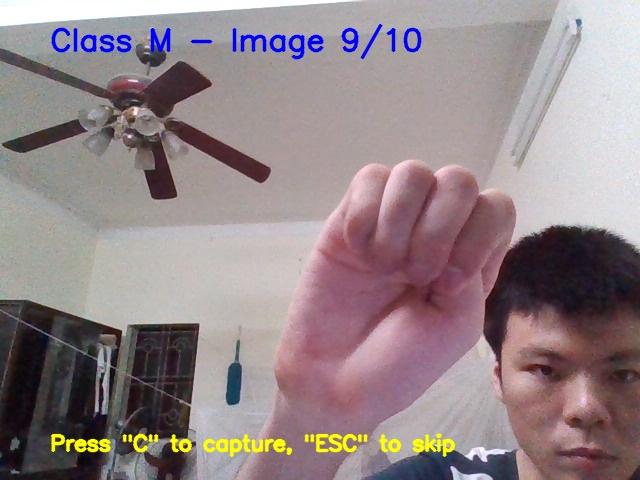 Class M - Image 9/10
Press "C" to capture, "ESC" to skip